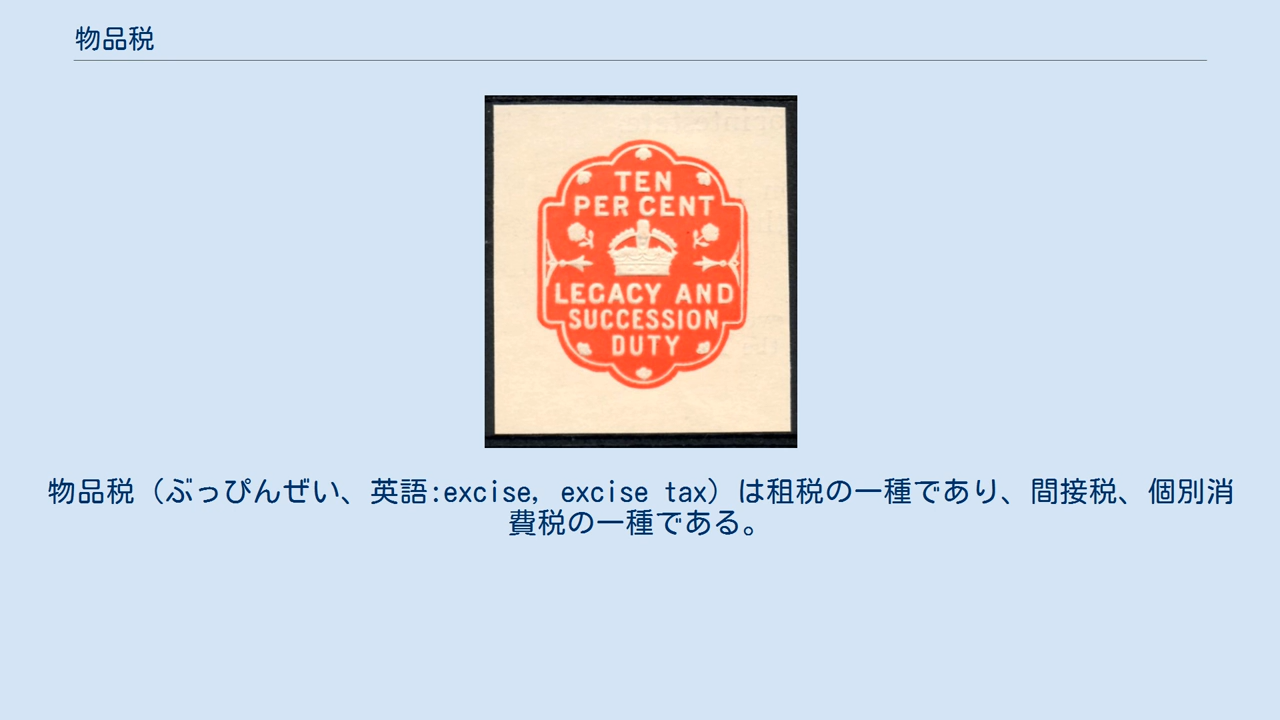 物品税
TEN
PER CENT
LEGACY AND
SUCCESSION
DUTY
物品税（ぶっぴんぜい、英語:excise, excise tax）は租税の一種であり、間接税、個別消
費税の一種である。